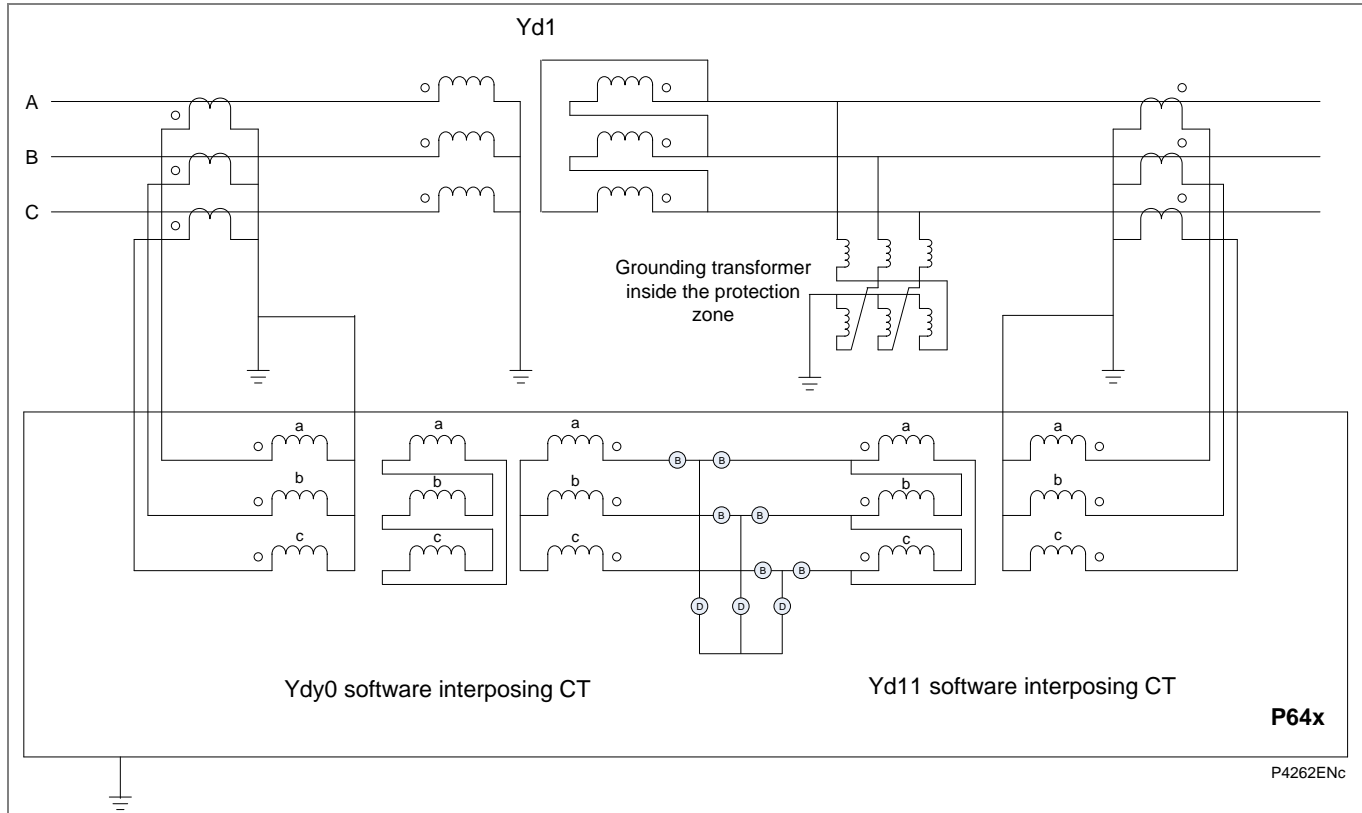 Yd1
A
B
C
Grounding transformer
inside the protection
zone
a
a
a
a
a
B
B
b
b
b
b
b
B
B
c
c
c
c
c
B
B
D
D
D
Ydy0 software interposing CT
Yd11 software interposing CT
P64x
P4262ENc